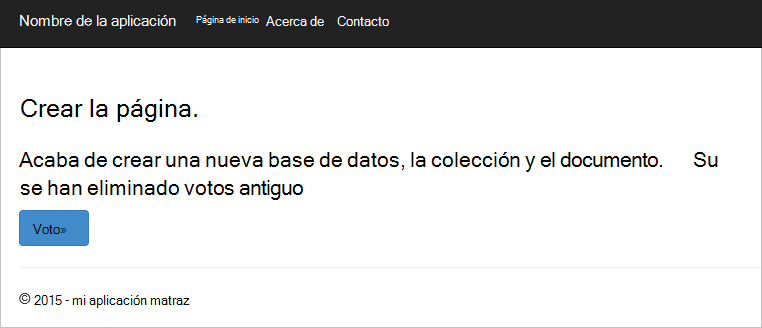 Nombre de la aplicación Página de inicio Acerca de Contacto
Crear la página.
Acaba de crear una nueva base de datos, la colección y el documento. Su
se han eliminado votos antiguo
Voto»
© 2015 - mi aplicación matraz